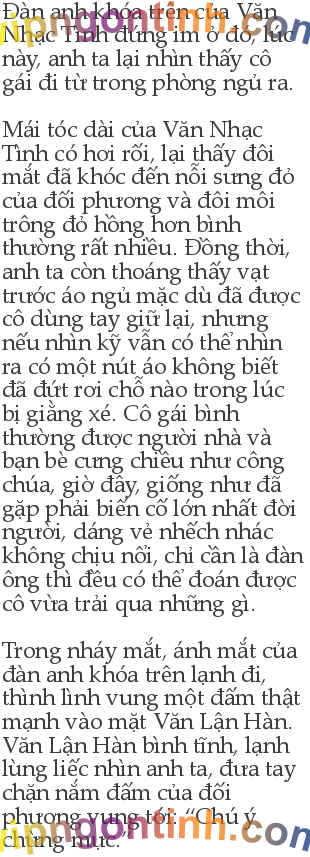 Đàn anh khóa trên của Văn
Nhạc Tình đứng im ở đó, lúc
này, anh ta lại nhìn thấy cô
gái đi từ trong phòng ngủ ra.

Mái tóc dài của Văn Nhạc
Tình có hơi rối, lại thấy đôi
mắt đã khóc đến nỗi sưng đỏ
của đối phương và đôi môi
trông đỏ hồng hơn bình
thường rất nhiều. Đồng thời,
anh ta còn thoáng thấy vạt
trước áo ngủ mặc dù đã được
cô dùng tay giữ lại, nhưng
nếu nhìn kỹ vẫn có thể nhìn
ra có một nút áo không biết
đã đứt rơi chỗ nào trong lúc
bị giằng xé. Cô gái bình
thường được người nhà và
bạn bè cưng chiều như công
chúa, giờ đây, giống như đã
gặp phải biến cố lớn nhất đời
người, dáng vẻ nhếch nhác
không chịu nổi, chỉ cần là đàn
ông thì đều có thể đoán được
cô vừa trải qua những gì.

Trong nháy mắt, ánh mắt của
đàn anh khóa trên lạnh đi,
thình lình vung một đấm thật
mạnh vào mặt Văn Lận Hàn.
Văn Lận Hàn bình tĩnh, lạnh
lùng liếc nhìn anh ta, đưa tay
chặn nắm đấm của đối
phương vung tới: “Chú ý
chừng mực.”
vipngontinh.com
vipngontinh.com